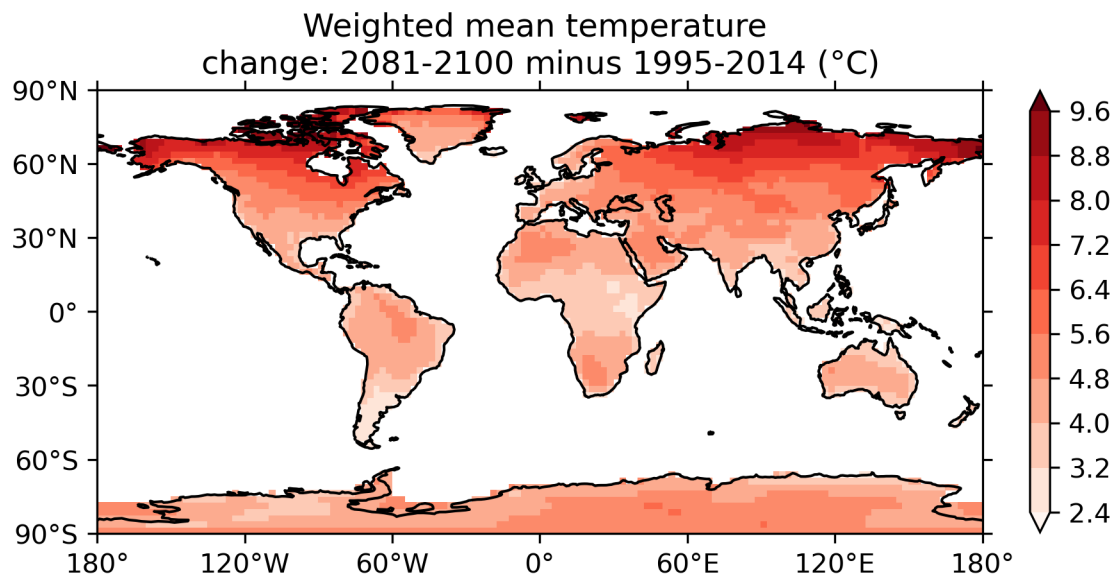 Weighted mean temperature
change: 2081-2100 minus 1995-2014 (°C)
90°N
60°N
30°N
0°
30°S
60°S
90°S
180°
120°W
60°W
0°
60°E
120°E
180°
9.6
8.8
8.0
7.2
6.4
5.6
4.8
4.0
3.2
2.4